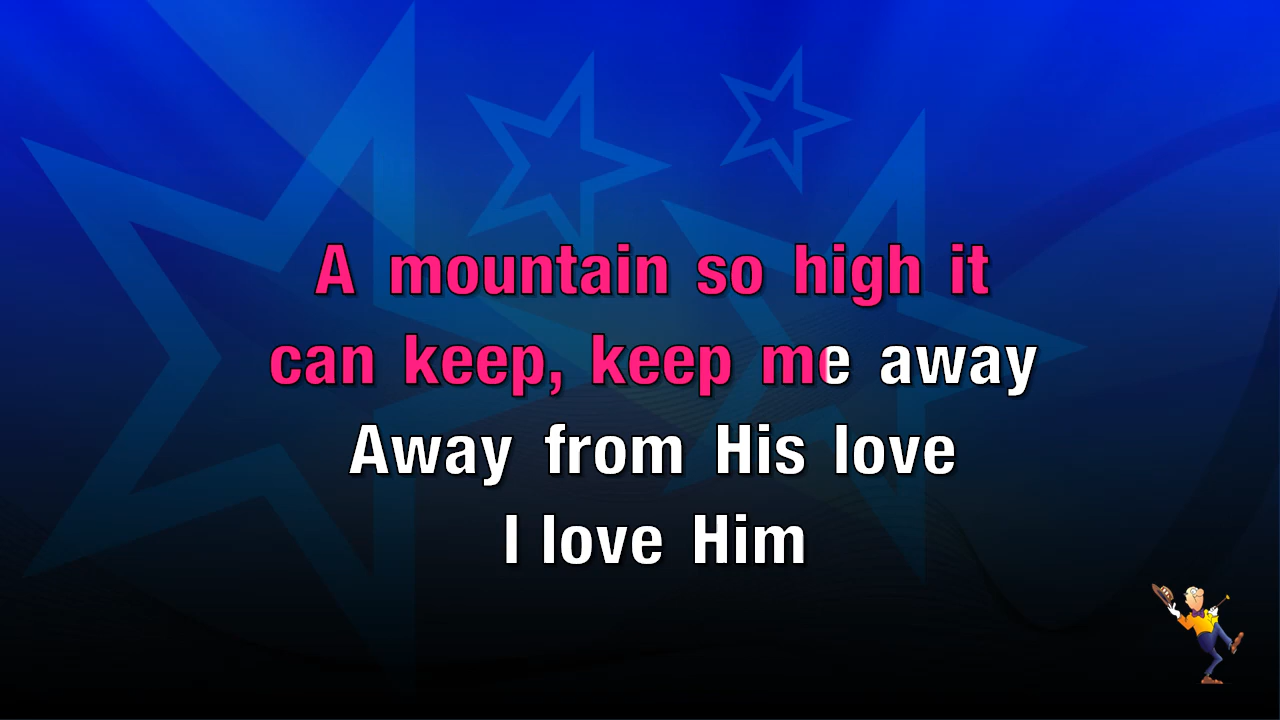 A mountain so high it
can keep, keep me away
Away from His love
I love Him